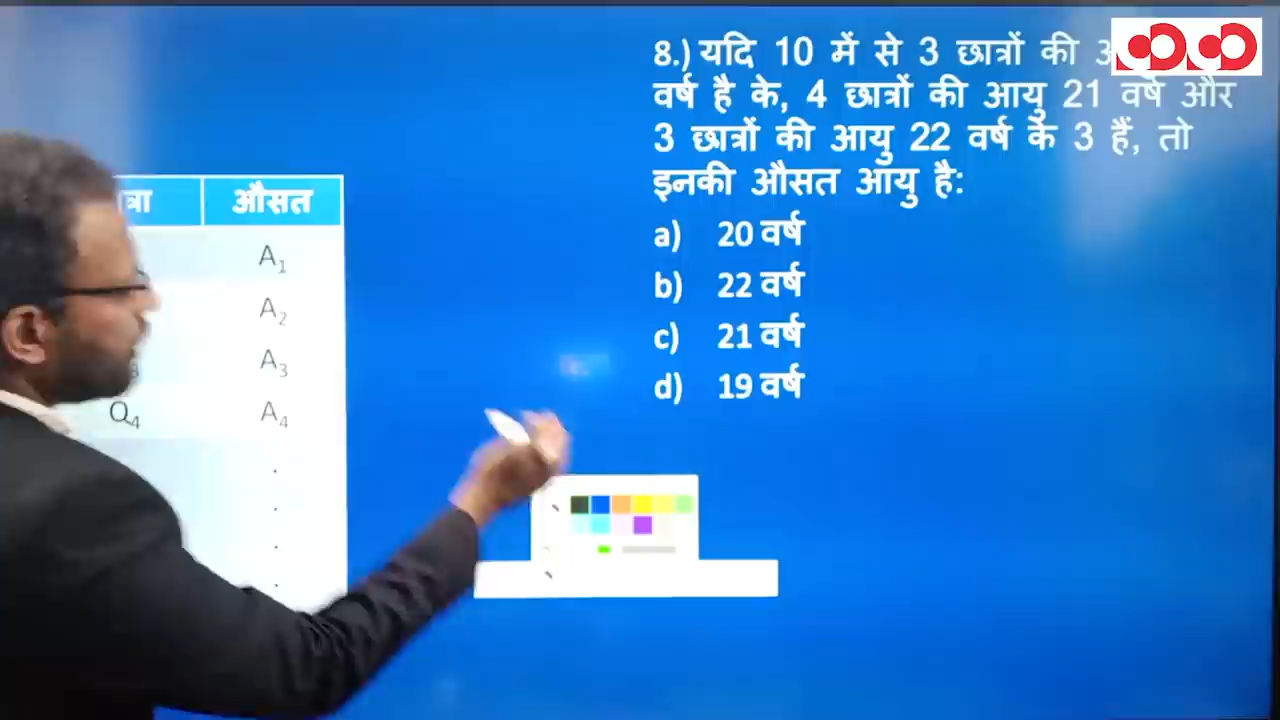 8.) यदि 10 में से 3 छात्रों की
वर्ष है के, 4 छात्रों की आयु 21 वर्ष और
3 छात्रों की आयु 22 वर्ष के 3 हैं, तो
इनकी औसत आयु है:
a) 20 वर्ष
b) 22 वर्ष
c) 21 वर्ष
d) 19 वर्ष
औसत
A₁
A₂
A₃
Q₄ A₄